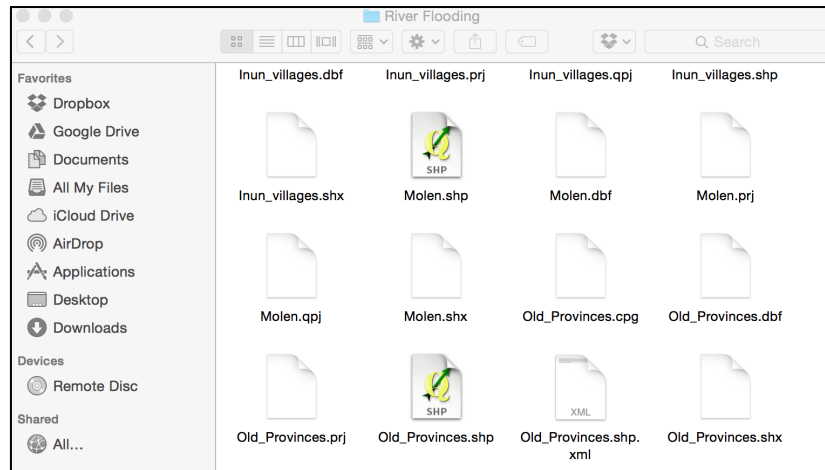 River Flooding
Search
Favorites
Dropbox
Google Drive
Documents
All My Files
iCloud Drive
AirDrop
Applications
Desktop
Downloads
Devices
Remote Disc
Shared
All...
Inun_villages.dbf
Inun_villages.prj
Inun_villages.qpj
Inun_villages.shp
SHP
Inun_villages.shx
Molen.shp
Molen.dbf
Molen.prj
Molen.qpj
Molen.shx
Old_Provinces.cpg
Old_Provinces.dbf
SHP
XML
Old_Provinces.prj
Old_Provinces.shp
Old_Provinces.shp.
xml
Old_Provinces.shx